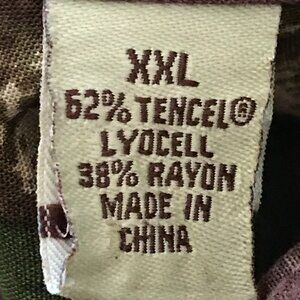 XXL
62% TENCEL®
LYOCELL
38% RAYON
MADE IN
CHINA